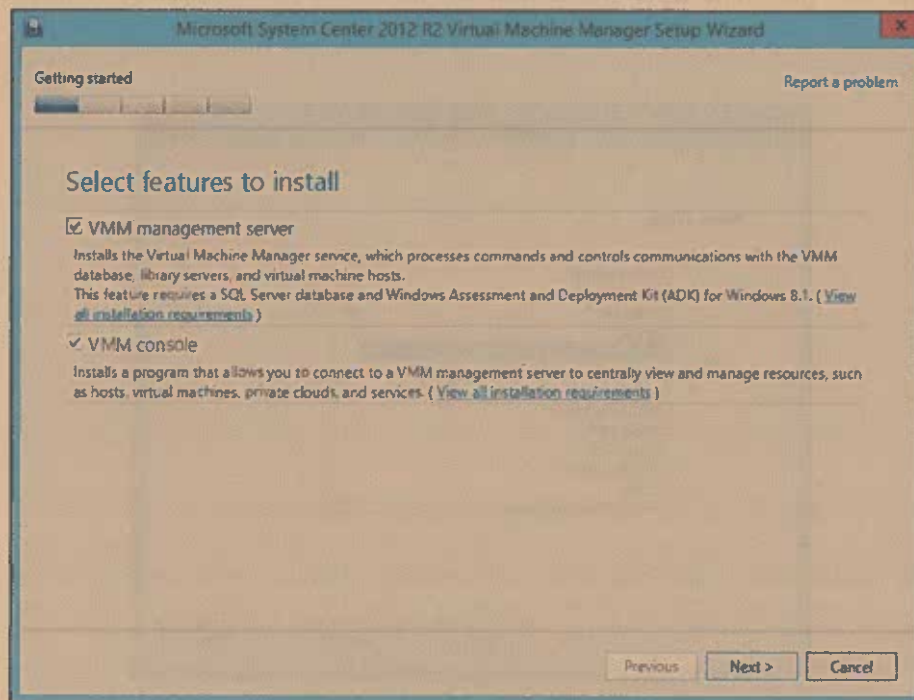 Microsoft System Center 2012 R2 Virtual Machine Manager Setup Wizard
Getting started
Report a problem
Select features to install
VMM management server
Installs the Virtual Machine Manager service, which processes commands and controls communications with the VMM
database, library servers, and virtual machine hosts.
This feature requires a SQL Server database and Windows Assessment and Deployment Kit (ADK) for Windows 8.1. ( View
all installation requirements )
VMM console
Installs a program that allows you to connect to a VMM management server to centrally view and manage resources, such
as hosts, virtual machines, private clouds, and services. ( View all installation requirements )
Previous
Next >
Cancel